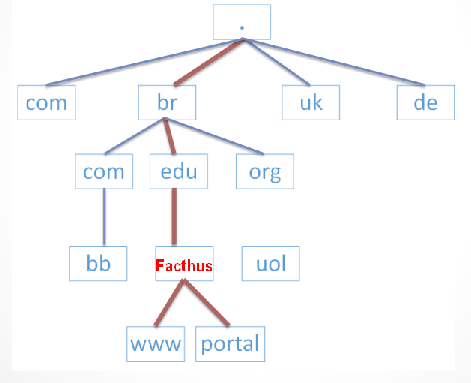 .
com br uk de
com edu org
bb Facthus uol
www portal